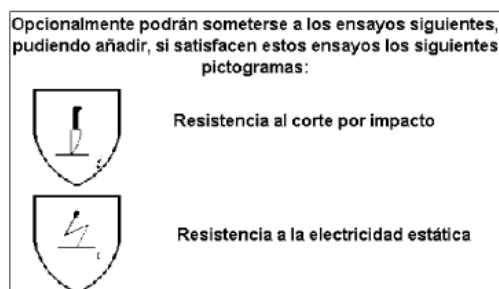 Opcionalmente podrán someterse a los ensayos siguientes,
pudiendo añadir, si satisfacen estos ensayos los siguientes
pictogramas:
Resistencia al corte por impacto
Resistencia a la electricidad estática